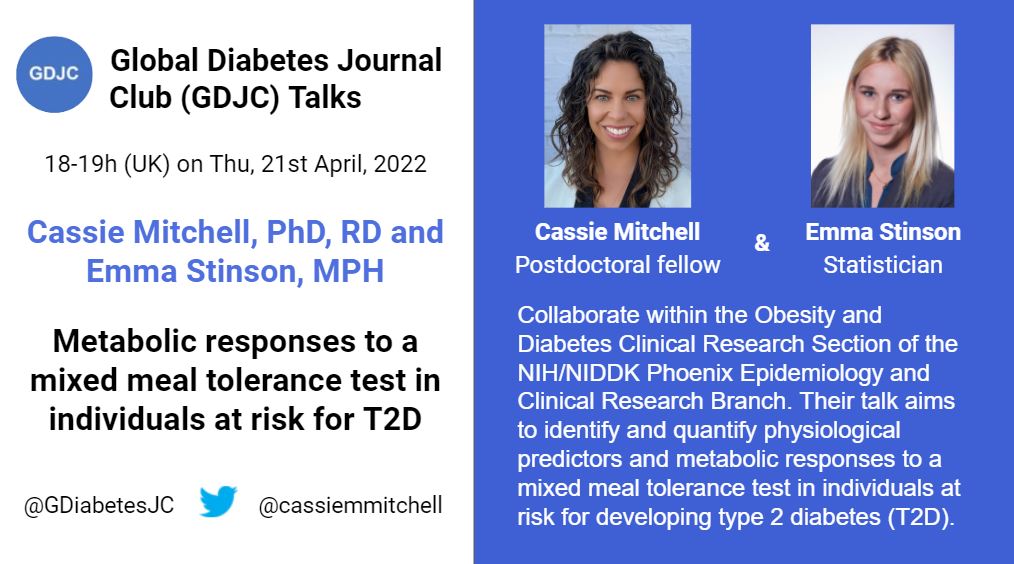 GDJC
Global Diabetes Journal
Club (GDJC) Talks
18-19h (UK) on Thu, 21st April, 2022
Cassie Mitchell, PhD, RD and
Emma Stinson, MPH
Metabolic responses to a
mixed meal tolerance test in
individuals at risk for T2D
@GDiabetesJC @cassiemmitchell
Cassie Mitchell & Emma Stinson
Postdoctoral fellow Statistician
Collaborate within the Obesity and
Diabetes Clinical Research Section of the
NIH/NIDDK Phoenix Epidemiology and
Clinical Research Branch. Their talk aims
to identify and quantify physiological
predictors and metabolic responses to a
mixed meal tolerance test in individuals at
risk for developing type 2 diabetes (T2D).